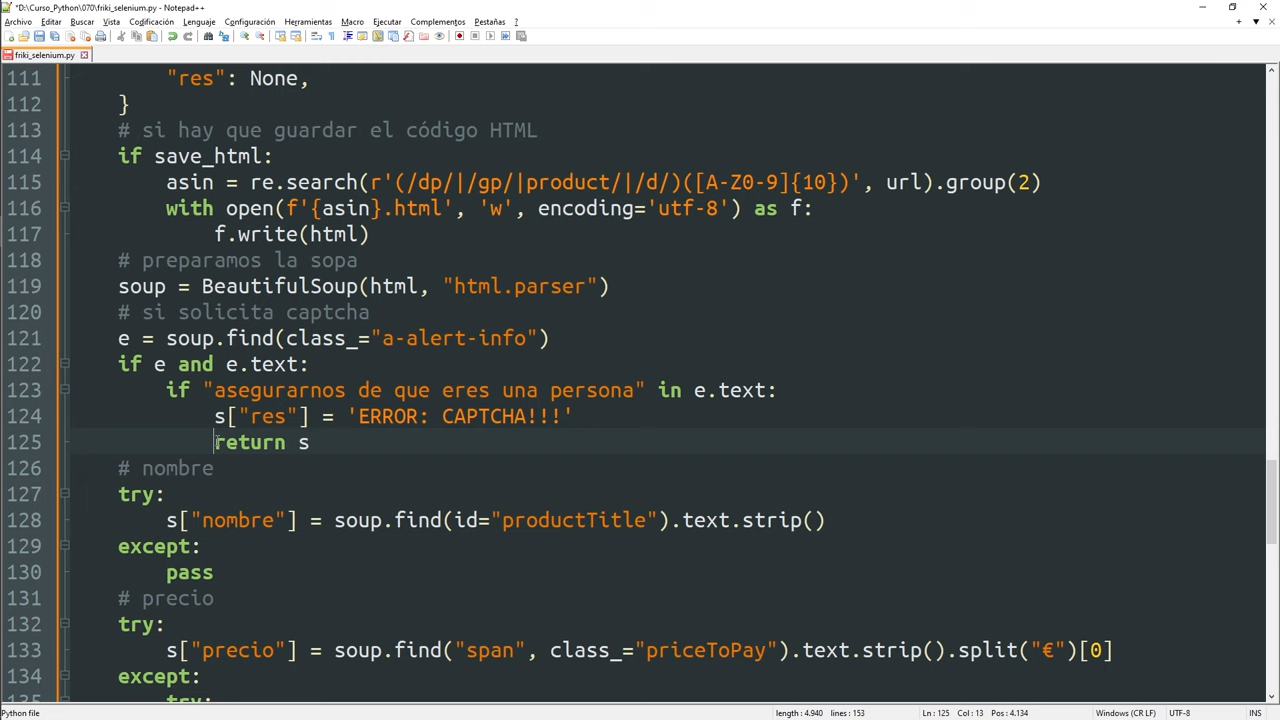 *D:\Curso_Python\070\friki_selenium.py - Notepad++
Archivo Editar Buscar Vista Codificación Lenguaje Configuración Herramientas Macro Ejecutar Complementos Pestañas ?
friki_selenium.py
111 "res": None,
112 }
113 # si hay que guardar el código HTML
114 if save_html:
115 asin = re.search(r'(/dp/|/gp/|product/|/d/)([A-Z0-9]{10})', url).group(2)
116 with open(f'{asin}.html', 'w', encoding='utf-8') as f:
117 f.write(html)
118 # preparamos la sopa
119 soup = BeautifulSoup(html, "html.parser")
120 # si solicita captcha
121 e = soup.find(class_="a-alert-info")
122 if e and e.text:
123 if "asegurarnos de que eres una persona" in e.text:
124 s["res"] = 'ERROR: CAPTCHA!!!'
125 return s
126 # nombre
127 try:
128 s["nombre"] = soup.find(id="productTitle").text.strip()
129 except:
130 pass
131 # precio
132 try:
133 s["precio"] = soup.find("span", class_="priceToPay").text.strip().split("€")[0]
134 except:
135 try:
Python file length : 4.940 lines : 153 Ln : 125 Col : 13 Pos : 4.134 Windows (CR LF) UTF-8 INS